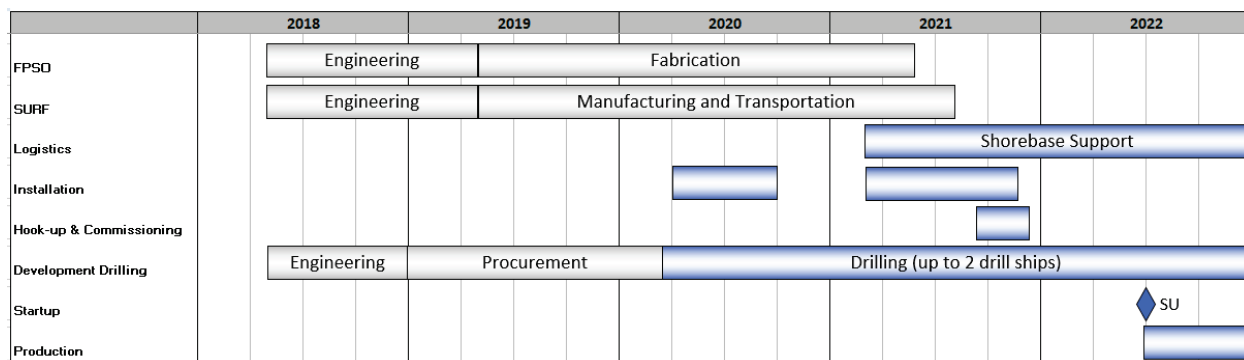 2018 2019 2020 2021 2022
FPSO Engineering Fabrication
SURF Engineering Manufacturing and Transportation
Logistics Shorebase Support
Installation
Hook-up & Commissioning
Development Drilling Engineering Procurement Drilling (up to 2 drill ships)
Startup SU
Production